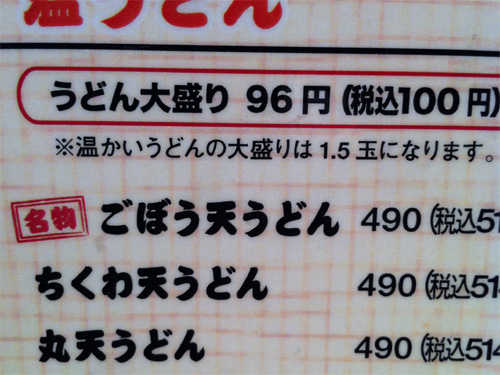 温うどん
うどん大盛り 96円 (税込100円
※温かいうどんの大盛りは1.5玉になります。
名物 ごぼう天うどん 490 (税込51
ちくわ天うどん 490 (税込514
丸天うどん 490 (税込514